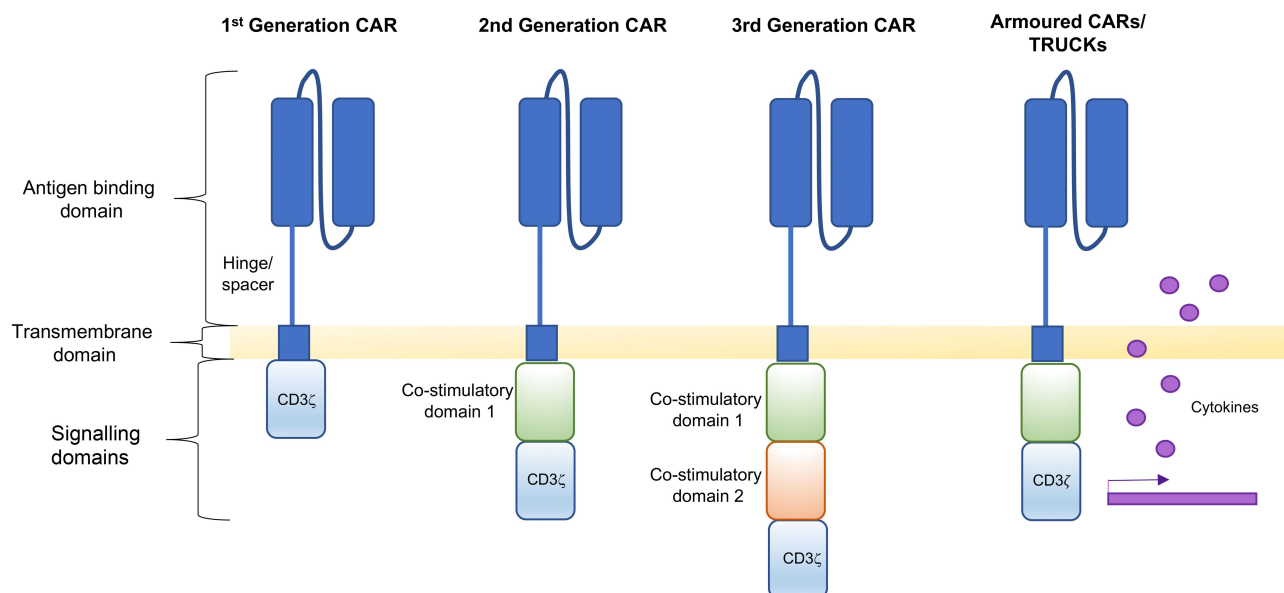 1st Generation CAR
2nd Generation CAR
3rd Generation CAR
Armoured CARs/
TRUCKs
Antigen binding
domain
Hinge/
spacer
Transmembrane
domain
Signalling
domains
CD3ζ
Co-stimulatory
domain 1
CD3ζ
Co-stimulatory
domain 1
Co-stimulatory
domain 2
CD3ζ
CD3ζ
Cytokines